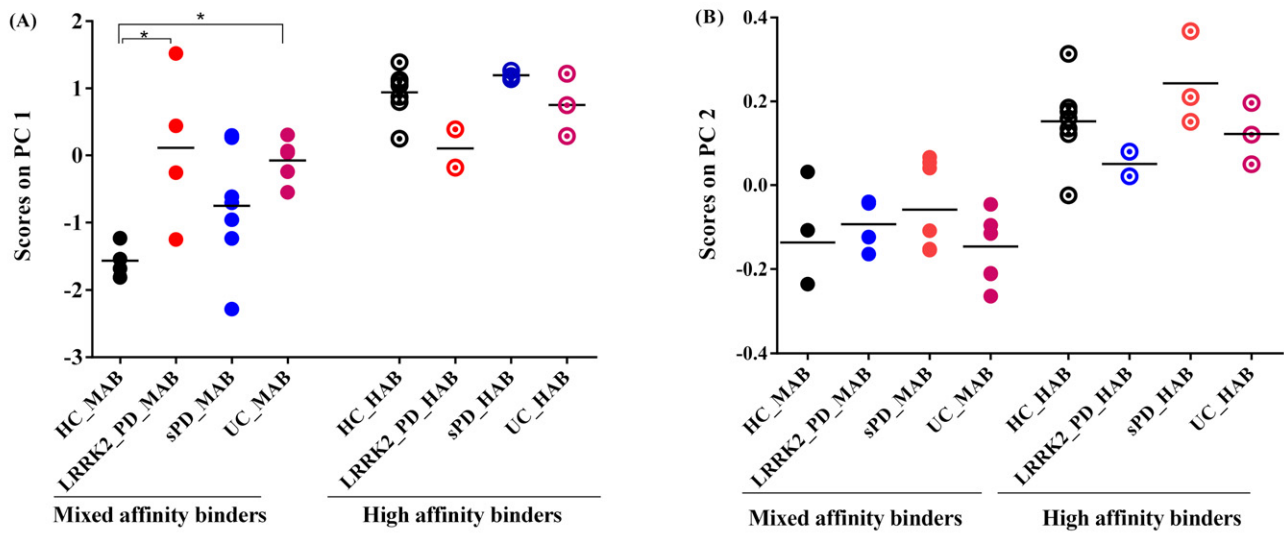 (A)
*
*
Scores on PC 1
2
1
0
-1
-2
-3
HC_MAB
LRRK2_PD_MAB
sPD_MAB
UC_MAB
HC_HAB
LRRK2_PD_HAB
sPD_HAB
UC_HAB
Mixed affinity binders
High affinity binders
(B)
Scores on PC 2
0.4
0.2
0.0
-0.2
-0.4
HC_MAB
LRRK2_PD_MAB
sPD_MAB
UC_MAB
HC_HAB
LRRK2_PD_HAB
sPD_HAB
UC_HAB
Mixed affinity binders
High affinity binders